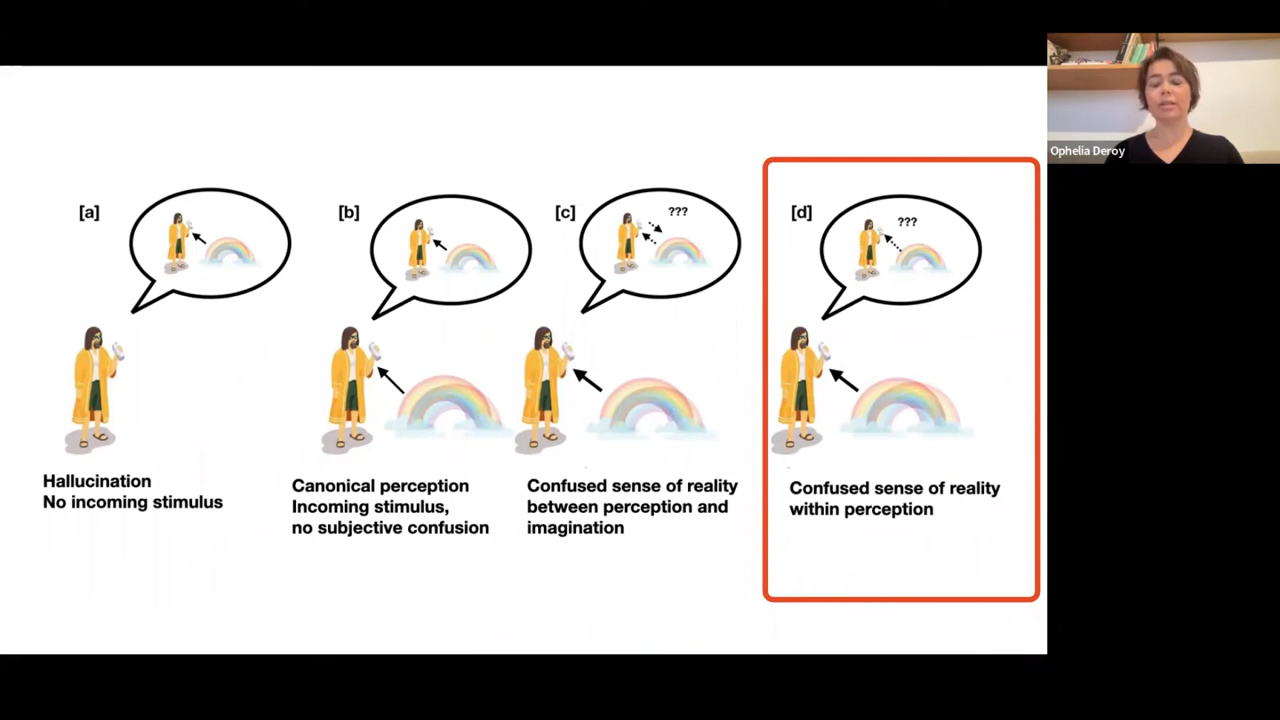 Ophelia Deroy
[a]
[b]
[c]
???
[d]
???
Hallucination
No incoming stimulus
Canonical perception
Incoming stimulus,
no subjective confusion
Confused sense of reality
between perception and
imagination
Confused sense of reality
within perception